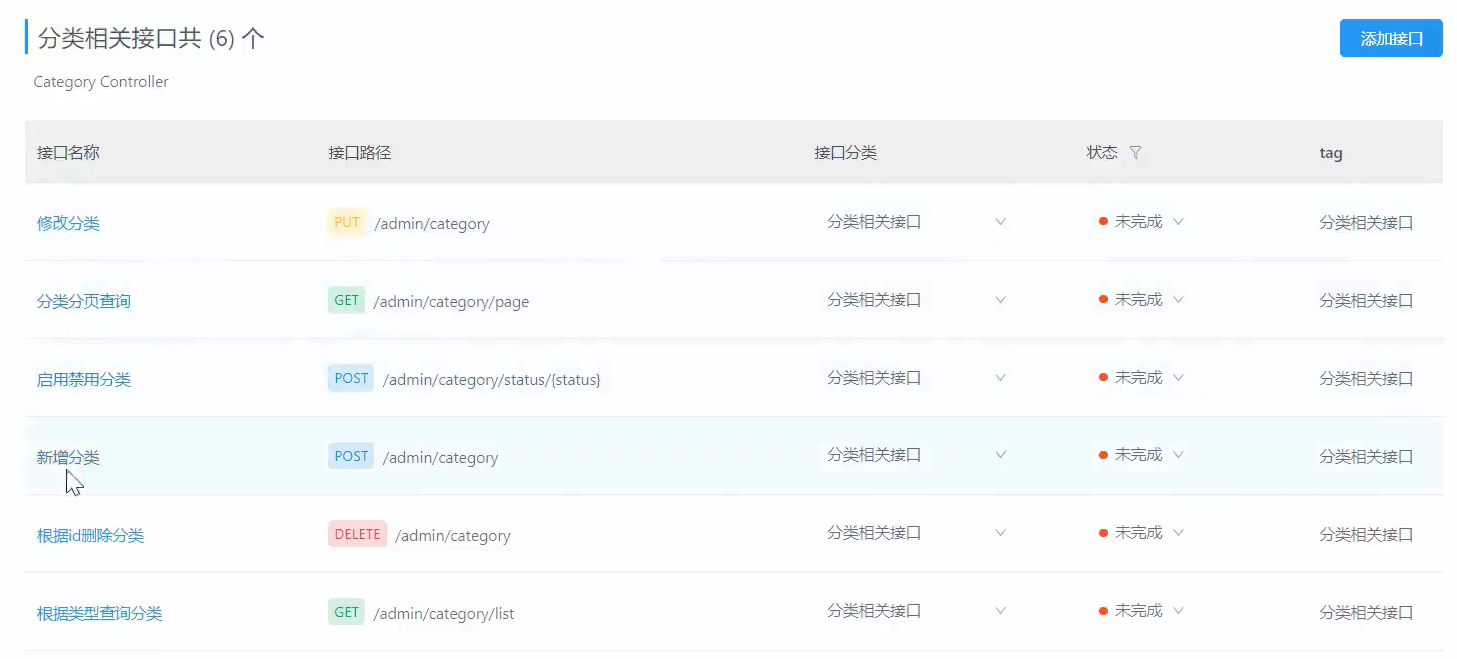 分类相关接口共 (6) 个
添加接口
Category Controller
接口名称 接口路径 接口分类 状态 tag
修改分类 PUT /admin/category 分类相关接口 未完成 分类相关接口
分类分页查询 GET /admin/category/page 分类相关接口 未完成 分类相关接口
启用禁用分类 POST /admin/category/status/{status} 分类相关接口 未完成 分类相关接口
新增分类 POST /admin/category 分类相关接口 未完成 分类相关接口
根据id删除分类 DELETE /admin/category 分类相关接口 未完成 分类相关接口
根据类型查询分类 GET /admin/category/list 分类相关接口 未完成 分类相关接口